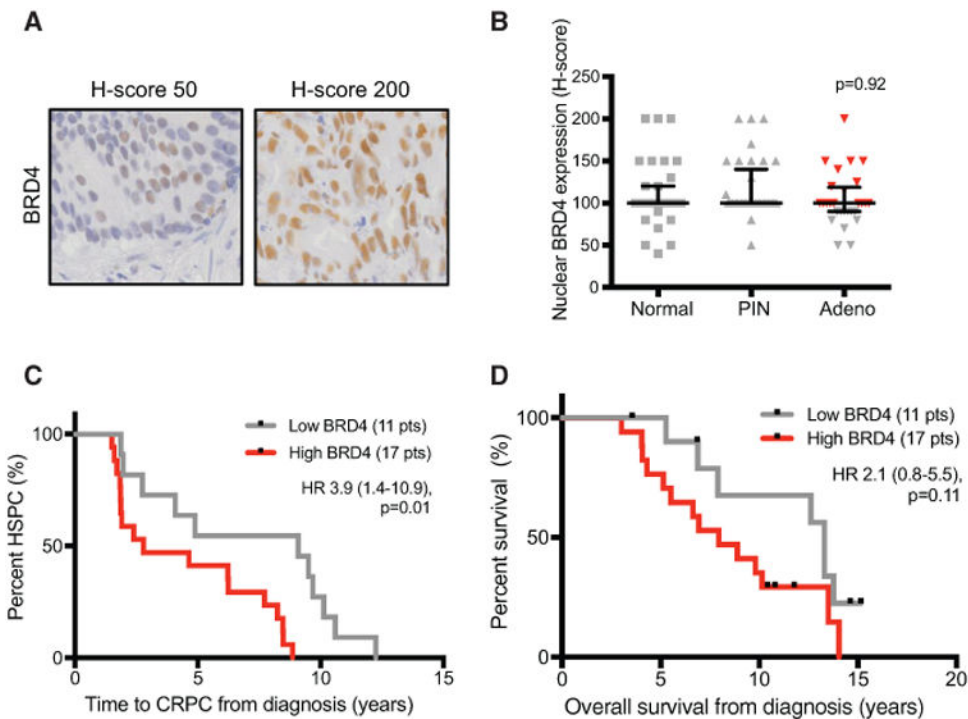 A
H-score 50
H-score 200
BRD4
B
Nuclear BRD4 expression (H-score)
250
200
150
100
50
0
p=0.92
Normal
PIN
Adeno
C
Percent HSPC (%)
100
50
0
Low BRD4 (11 pts)
High BRD4 (17 pts)
HR 3.9 (1.4-10.9),
p=0.01
0
5
10
15
Time to CRPC from diagnosis (years)
D
Percent survival (%)
100
50
0
Low BRD4 (11 pts)
High BRD4 (17 pts)
HR 2.1 (0.8-5.5),
p=0.11
0
5
10
15
20
Overall survival from diagnosis (years)